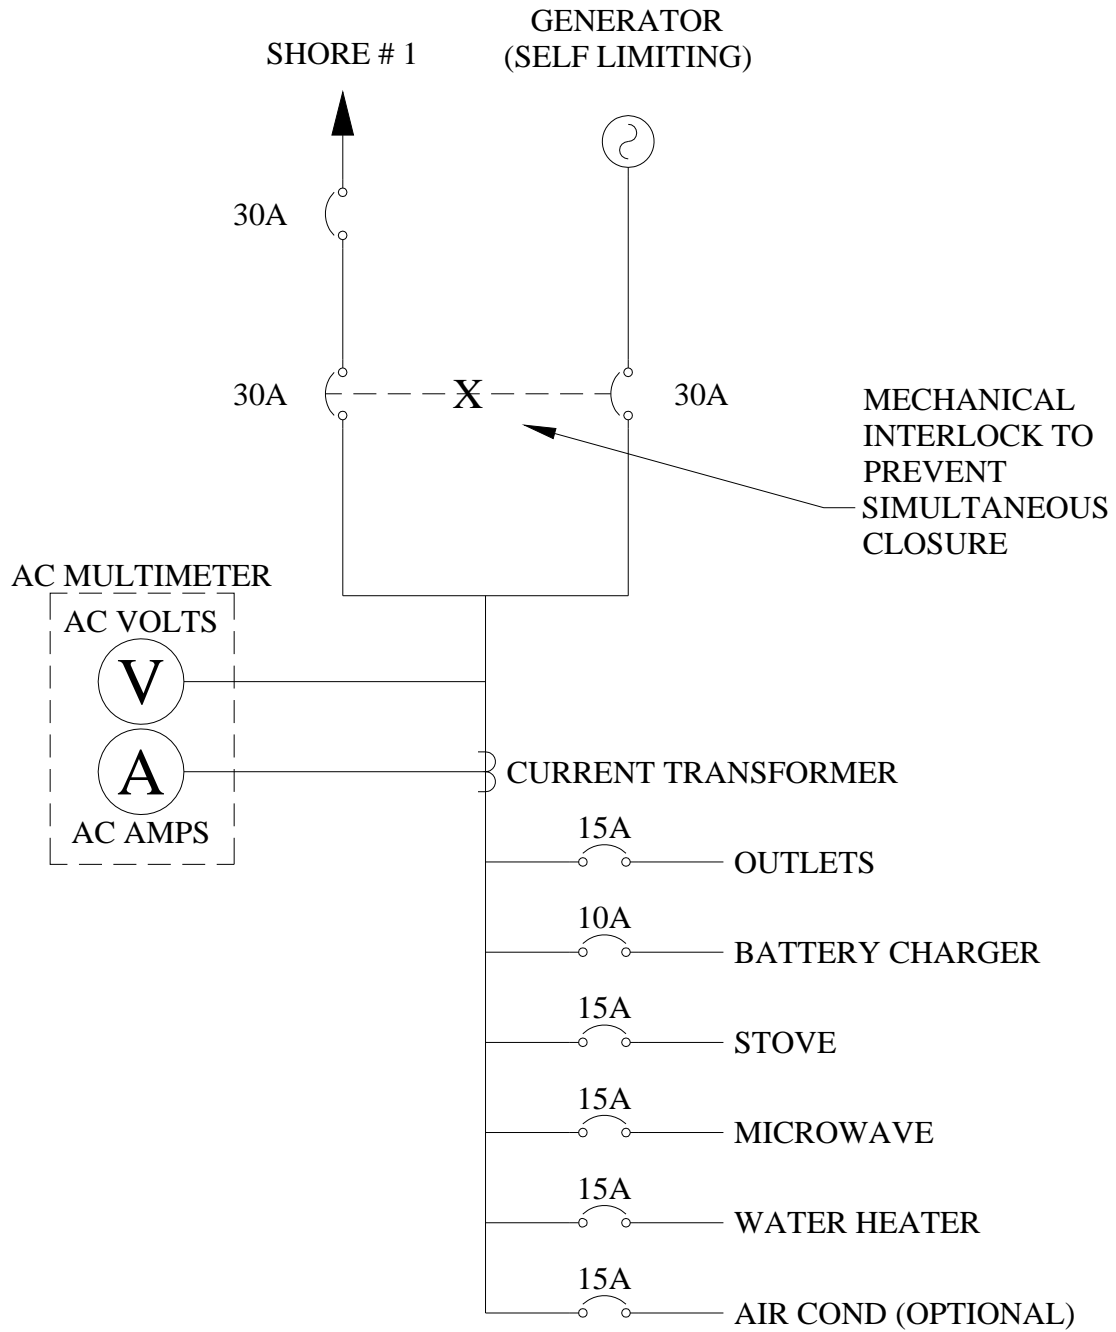 GENERATOR
(SELF LIMITING)
SHORE # 1
30A
30A
X
30A
MECHANICAL
INTERLOCK TO
PREVENT
SIMULTANEOUS
CLOSURE
AC MULTIMETER
AC VOLTS
V
A
AC AMPS
CURRENT TRANSFORMER
15A
OUTLETS
10A
BATTERY CHARGER
15A
STOVE
15A
MICROWAVE
15A
WATER HEATER
15A
AIR COND (OPTIONAL)